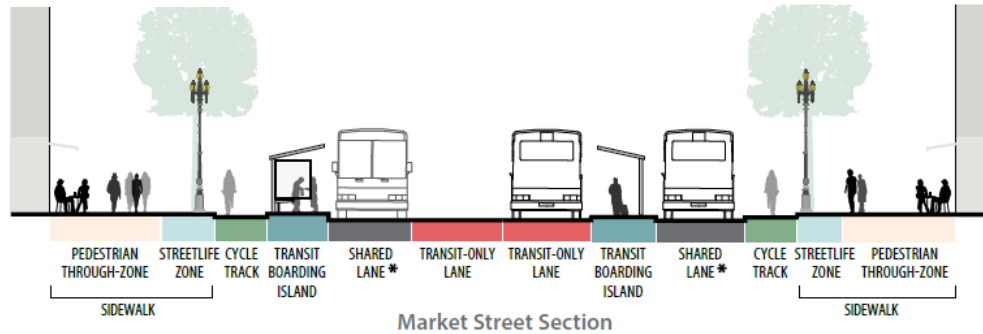 PEDESTRIAN
THROUGH-ZONE
STREETLIFE
ZONE
CYCLE
TRACK
TRANSIT
BOARDING
ISLAND
SHARED
LANE *
TRANSIT-ONLY
LANE
TRANSIT-ONLY
LANE
TRANSIT
BOARDING
ISLAND
SHARED
LANE *
CYCLE
TRACK
STREETLIFE
ZONE
PEDESTRIAN
THROUGH-ZONE
SIDEWALK
SIDEWALK
Market Street Section